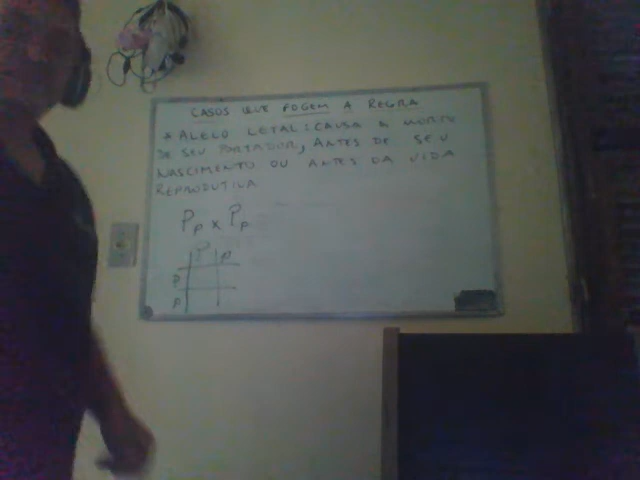 CASOS QUE FOGEM A REGRA
* ALELO LETAL: CAUSA A MORTE
DE SEU PORTADOR, ANTES DE SEU
NASCIMENTO OU ANTES DA VIDA
REPRODUTIVA
Pp x Pp
P p
P
p